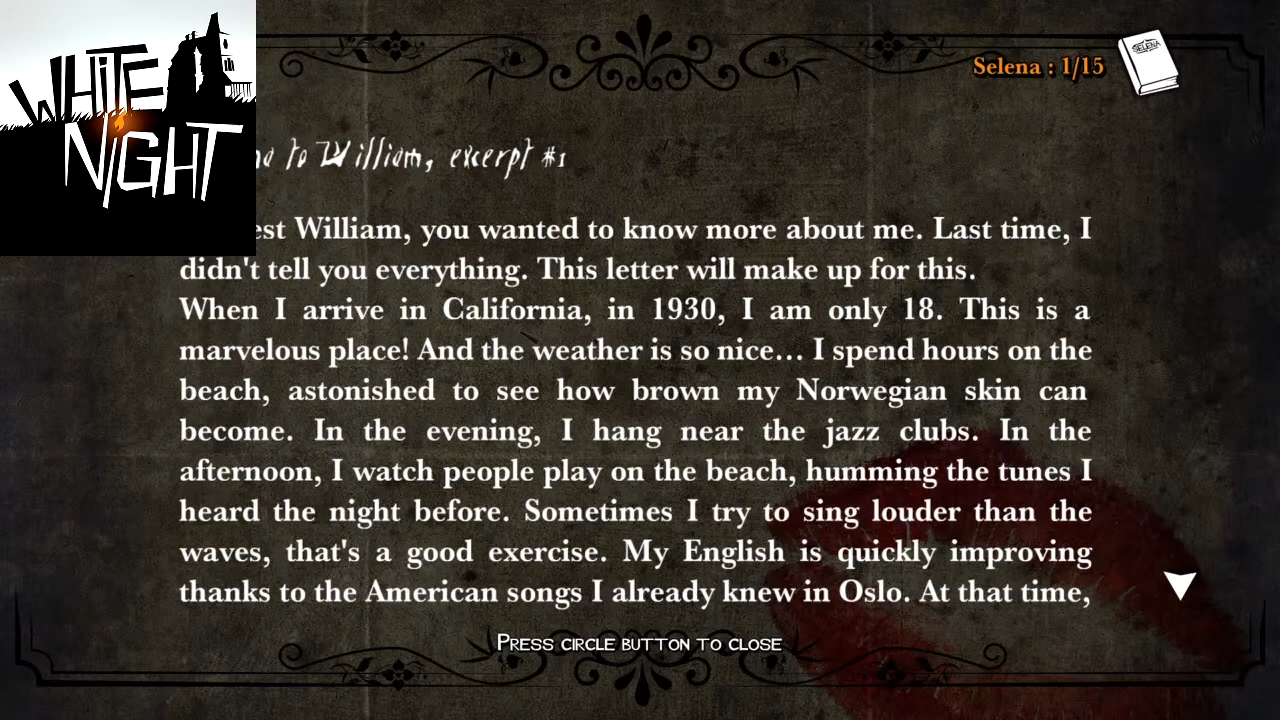 WHITE
NIGHT
Selena : 1/15
SELENA
to William, excerpt #1
William, you wanted to know more about me. Last time, I
didn't tell you everything. This letter will make up for this.
When I arrive in California, in 1930, I am only 18. This is a
marvelous place! And the weather is so nice... I spend hours on the
beach, astonished to see how brown my Norwegian skin can
become. In the evening, I hang near the jazz clubs. In the
afternoon, I watch people play on the beach, humming the tunes I
heard the night before. Sometimes I try to sing louder than the
waves, that's a good exercise. My English is quickly improving
thanks to the American songs I already knew in Oslo. At that time,
PRESS CIRCLE BUTTON TO CLOSE